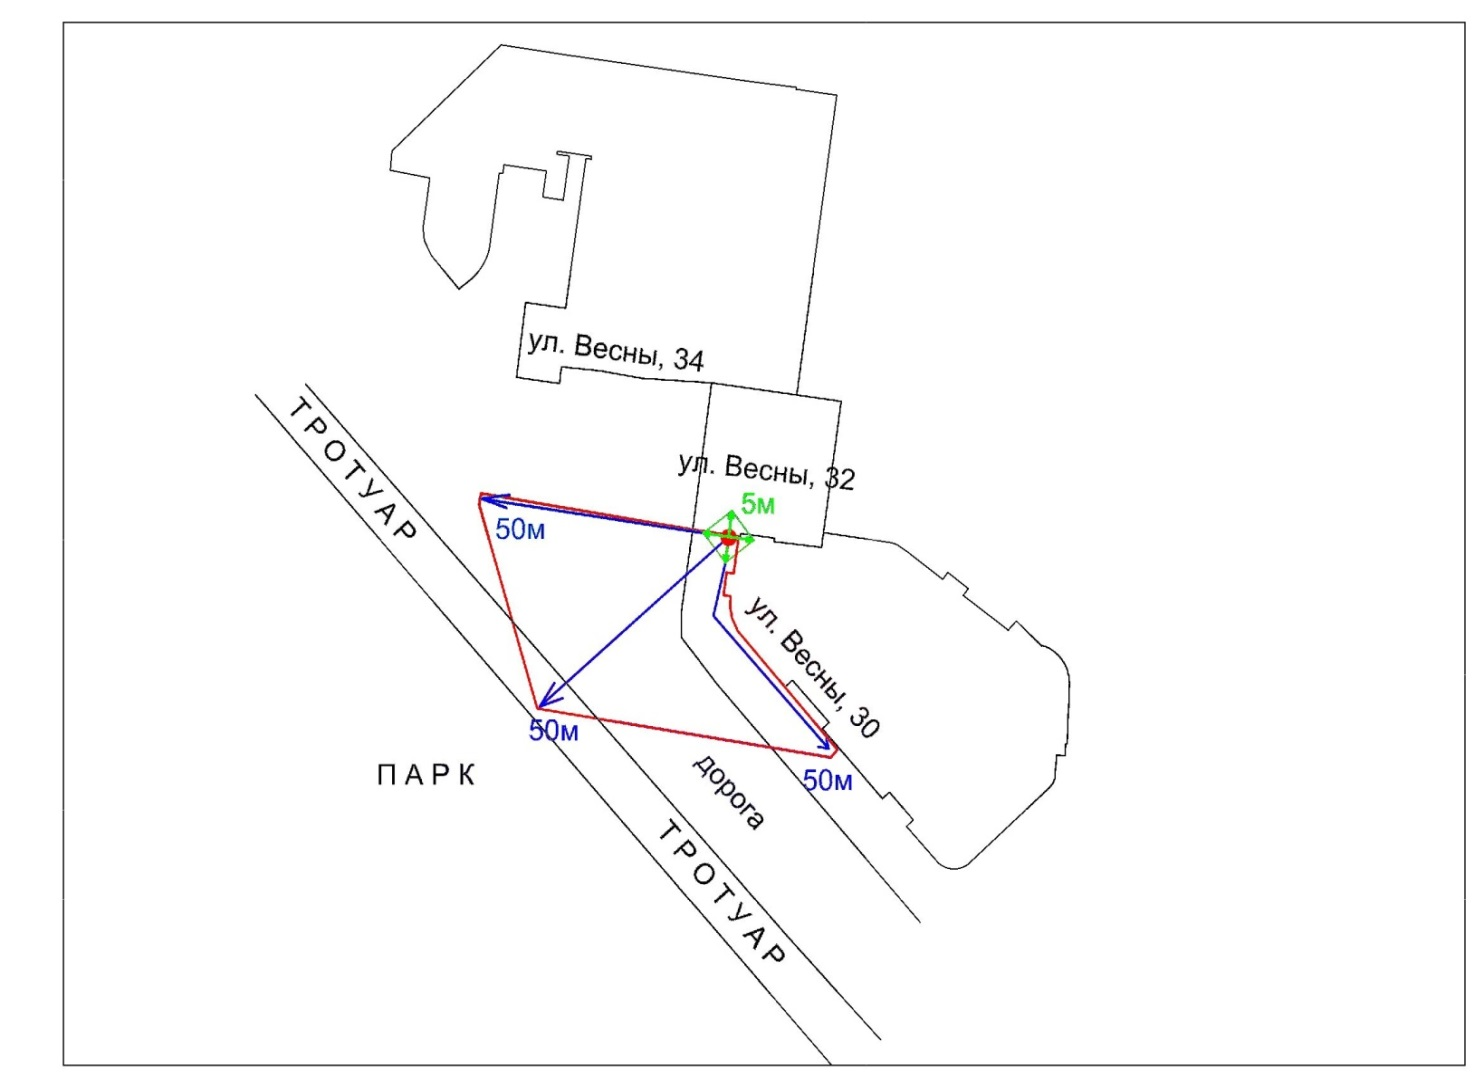 ул. Весны, 34
ТРОТУАР
ул. Весны, 32
5м
50м
ул. Весны, 30
50м
ПАРК
дорога
50м
ТРОТУАР